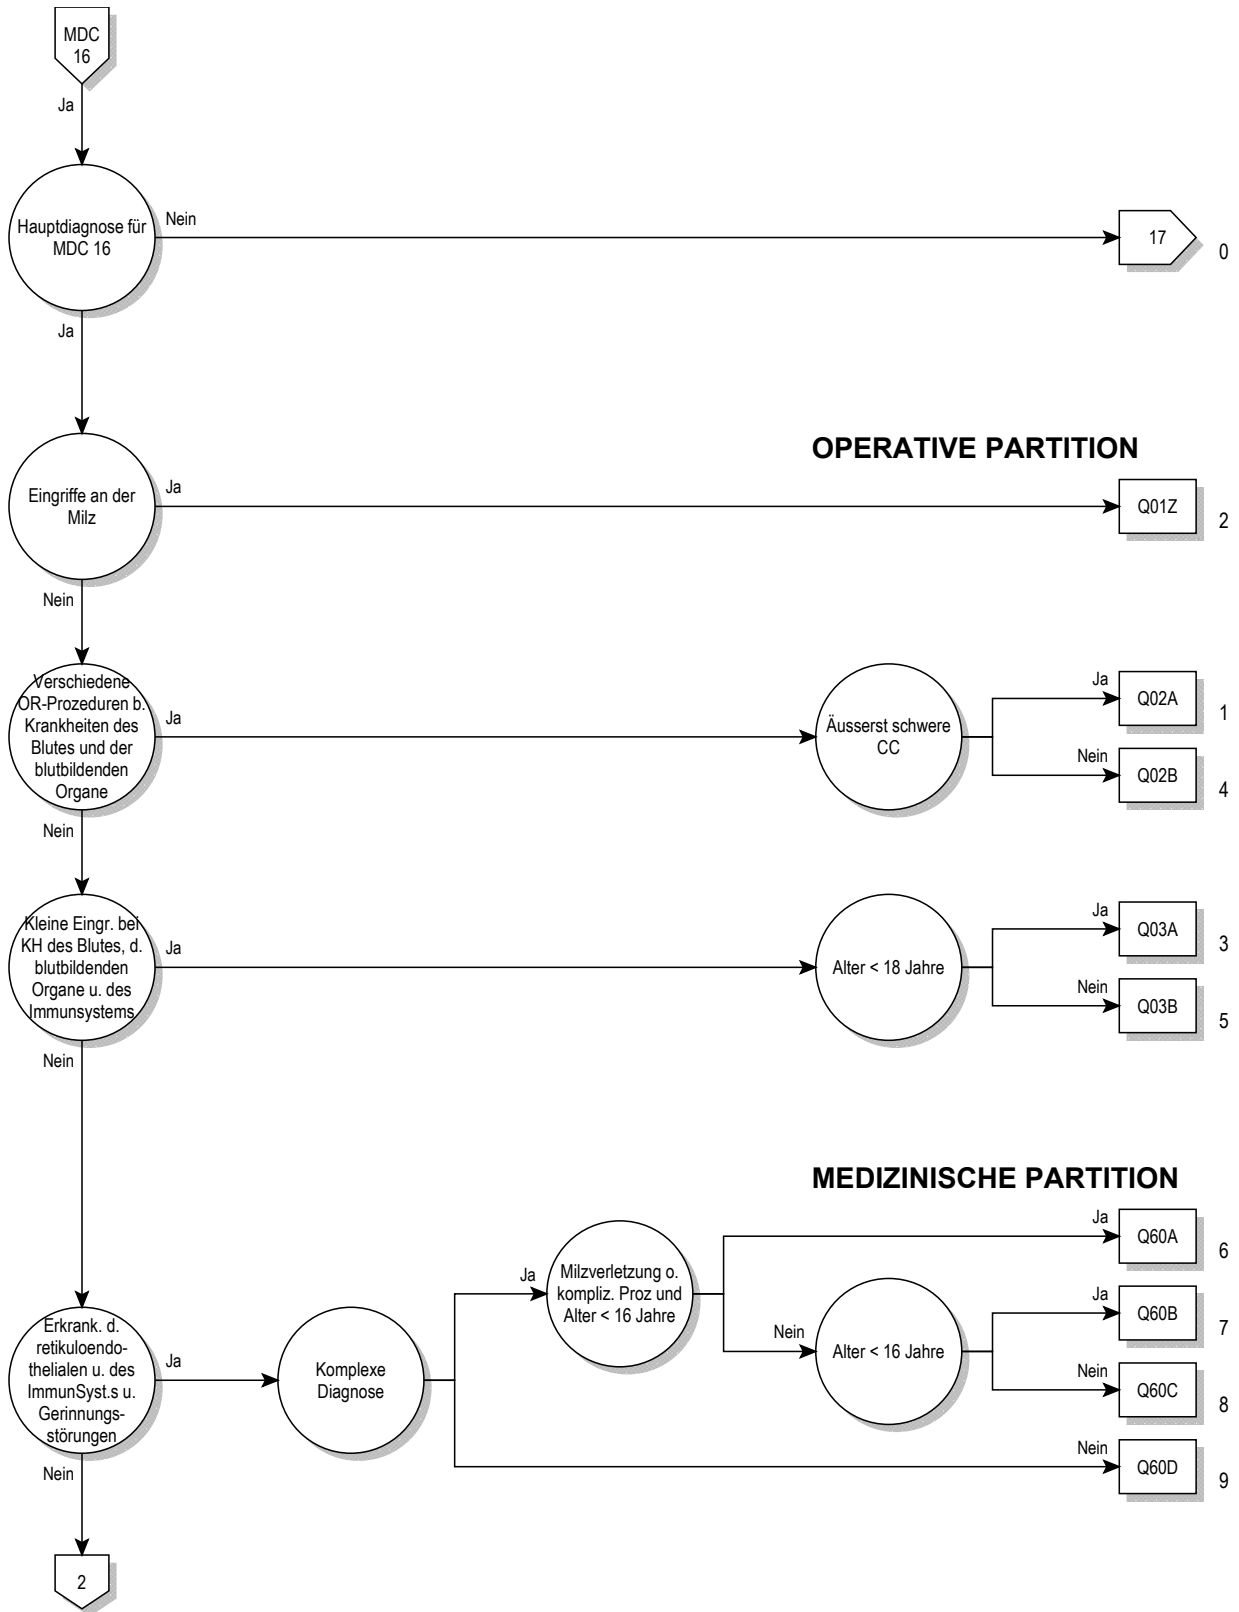 MDC
16
Ja
Hauptdiagnose für
MDC 16
Nein
17
0
Ja
OPERATIVE PARTITION
Eingriffe an der
Milz
Ja
Q01Z
2
Nein
Verschiedene
OR-Prozeduren b.
Krankheiten des
Blutes und der
blutbildenden
Organe
Ja
Äusserst schwere
CC
Ja
Q02A
1
Nein
Q02B
4
Nein
Kleine Eingr. bei
KH des Blutes, d.
blutbildenden
Organe u. des
Immunsystems
Ja
Alter < 18 Jahre
Ja
Q03A
3
Nein
Q03B
5
Nein
MEDIZINISCHE PARTITION
Erkrank. d.
retikuloendo-
thelialen u. des
ImmunSyst.s u.
Gerinnungs-
störungen
Ja
Komplexe
Diagnose
Ja
Milzverletzung o.
kompliz. Proz und
Alter < 16 Jahre
Ja
Q60A
6
Nein
Alter < 16 Jahre
Ja
Q60B
7
Nein
Q60C
8
Nein
Q60D
9
Nein
2